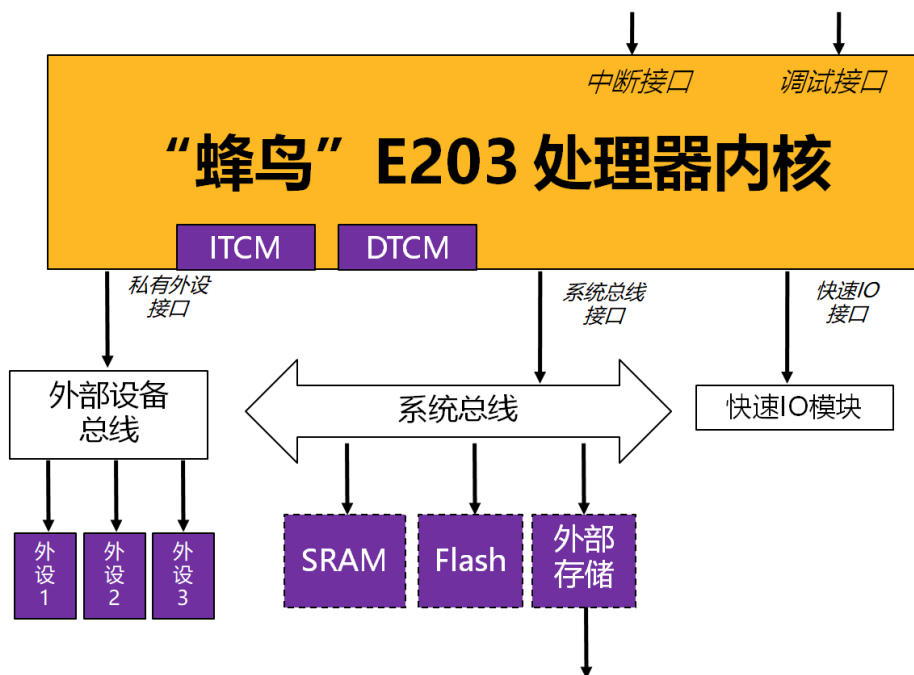 中断接口
调试接口
“蜂鸟” E203 处理器内核
ITCM
DTCM
私有外设
接口
系统总线
接口
快速IO
接口
外部设备
总线
系统总线
快速IO模块
外
设
1
外
设
2
外
设
3
SRAM
Flash
外部
存储